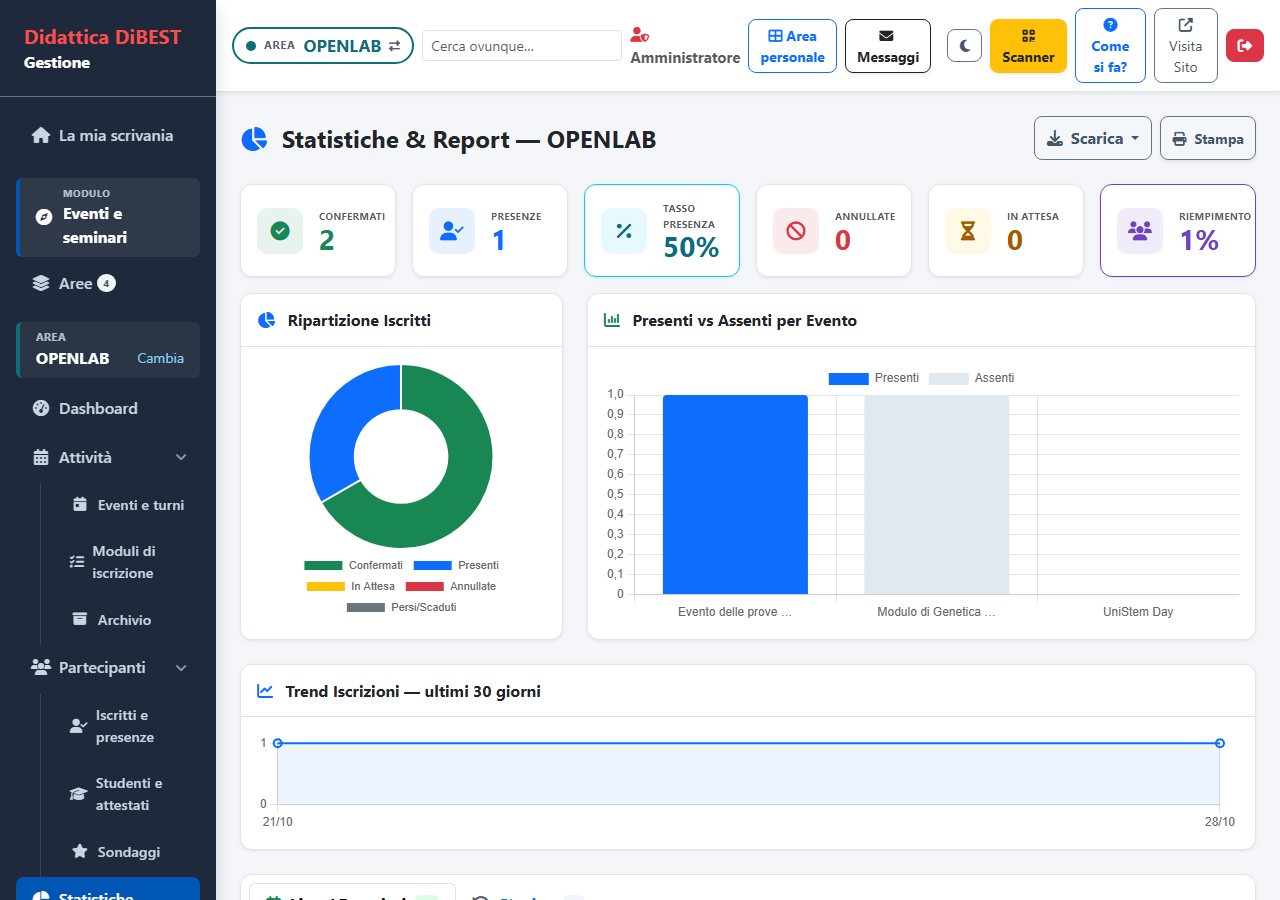 Didattica DiBEST
Gestione
La mia scrivania
MODULO
Eventi e
seminari
Aree 4
AREA
OPENLAB Cambia
Dashboard
Attività
Eventi e turni
Moduli di
iscrizione
Archivio
Partecipanti
Iscritti e
presenze
Studenti e
attestati
Sondaggi
Statistiche
AREA OPENLAB
Cerca ovunque...
Amministratore
Area
personale
Messaggi
Scanner
Come
si fa?
Visita
Sito
Statistiche & Report — OPENLAB
Scarica
Stampa
CONFERMATI
2
PRESENZE
1
TASSO
PRESENZA
50%
ANNULLATE
0
IN ATTESA
0
RIEMPIMENTO
1%
Ripartizione Iscritti
Confermati Presenti
In Attesa Annullate
Persi/Scaduti
Presenti vs Assenti per Evento
Presenti Assenti
1,0
0,9
0,8
0,7
0,6
0,5
0,4
0,3
0,2
0,1
0
Evento delle prove ... Modulo di Genetica ... UniStem Day
Trend Iscrizioni — ultimi 30 giorni
1
0
21/10 28/10